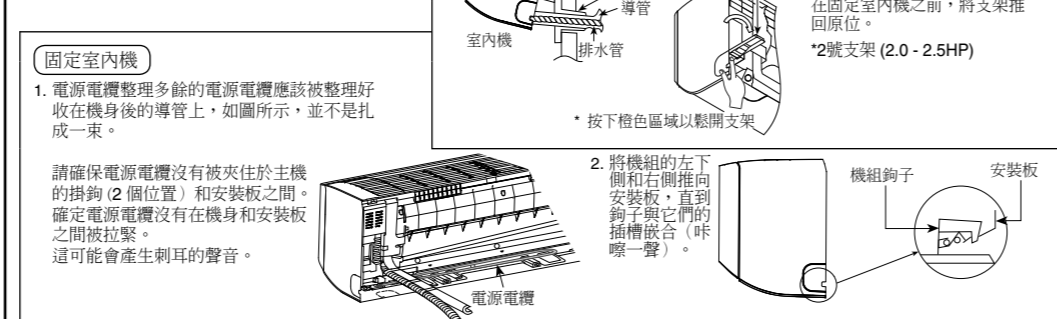 導管
室內機
排水管
在固定室內機之前,將支架推
回原位。
*2號支架 (2.0 - 2.5HP)
* 按下橙色區域以鬆開支架
固定室內機
1. 電源電纜整理多餘的電源電纜應該被整理好
收在機身後的導管上,如圖所示,並不是扎
成一束。
請確保電源電纜沒有被夾住於主機
的掛鉤 (2 個位置)和安裝板之間。
確定電源電纜沒有在機身和安裝板
之間被拉緊。
這可能會產生刺耳的聲音。
電源電纜
2. 將機組的左下
側和右側推向
安裝板,直到
鉤子與它們的
插槽嵌合(咔
嚓一聲)。
機組鉤子
安裝板